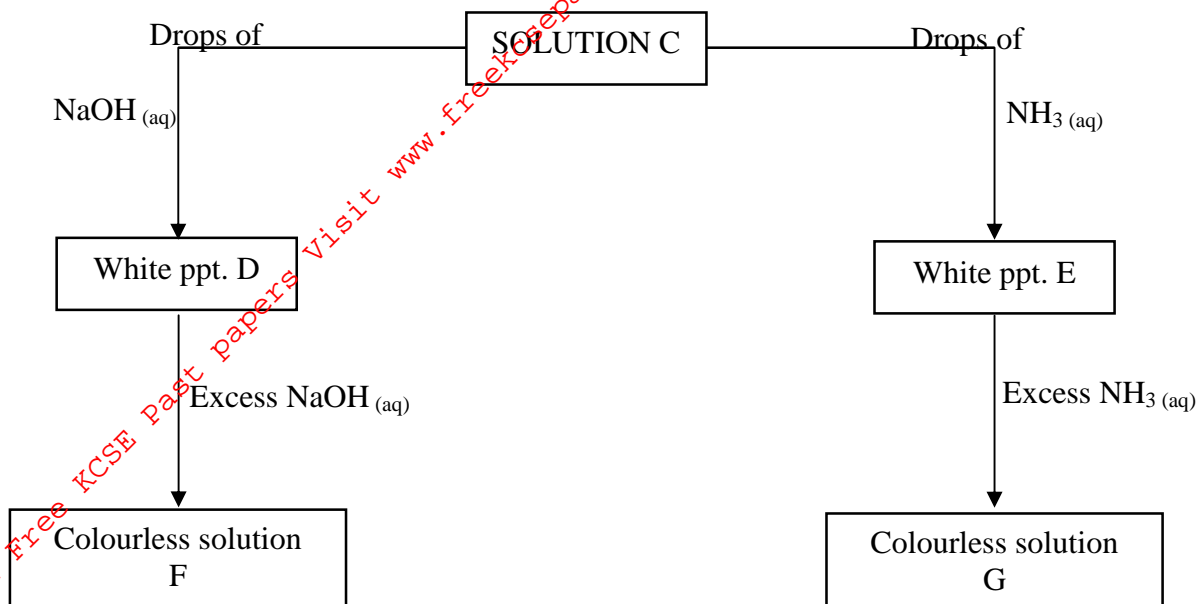 Drops of
SOLUTION C
Drops of
NaOH (aq)
NH3 (aq)
White ppt. D
White ppt. E
Excess NaOH (aq)
Excess NH3 (aq)
Colourless solution
F
Colourless solution
G
Free KCSE Past papers Visit www.freekcsepa